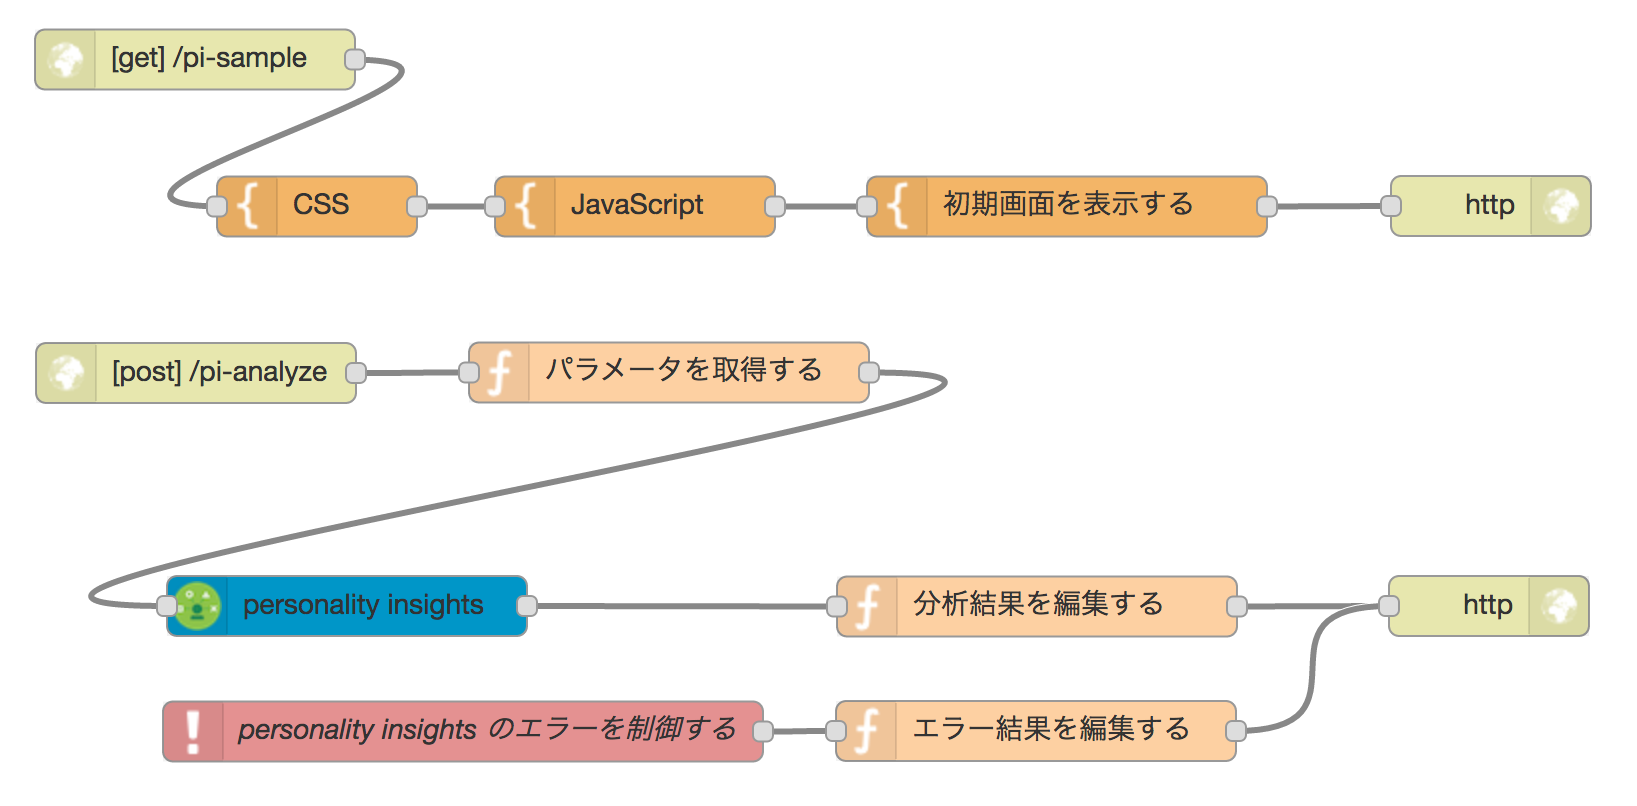 [get] /pi-sample
CSS
JavaScript
初期画面を表示する
http
[post] /pi-analyze
パラメータを取得する
personality insights
分析結果を編集する
http
personality insights のエラーを制御する
エラー結果を編集する